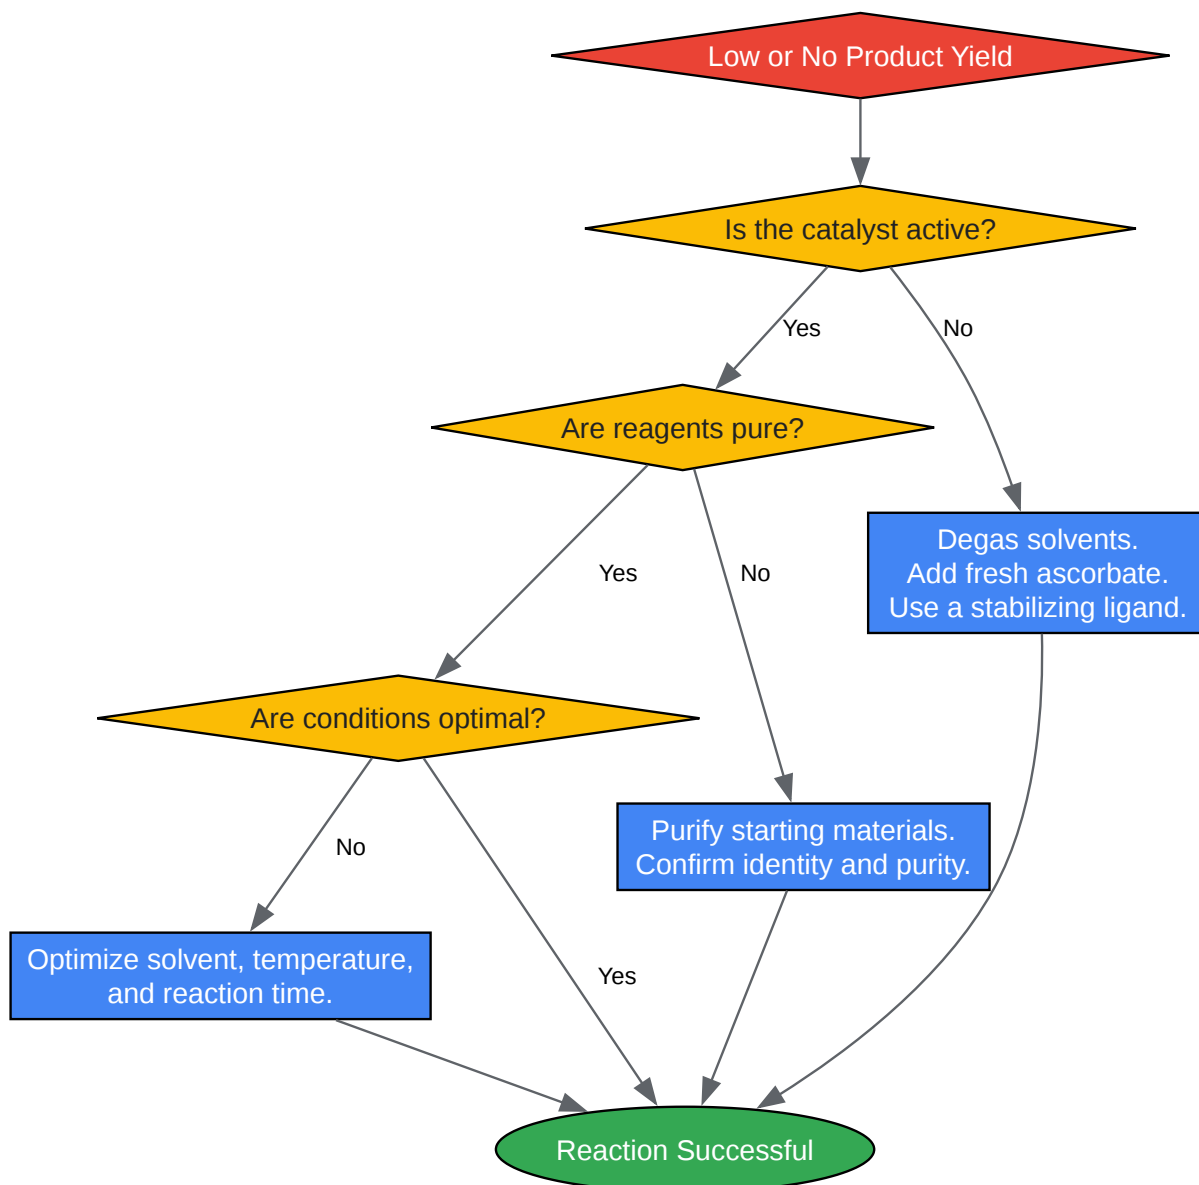 Low or No Product Yield
Is the catalyst active?
Yes
No
Are reagents pure?
Yes
No
Degas solvents.
Add fresh ascorbate.
Use a stabilizing ligand.
Are conditions optimal?
No
Yes
Purify starting materials.
Confirm identity and purity.
Optimize solvent, temperature,
and reaction time.
Reaction Successful